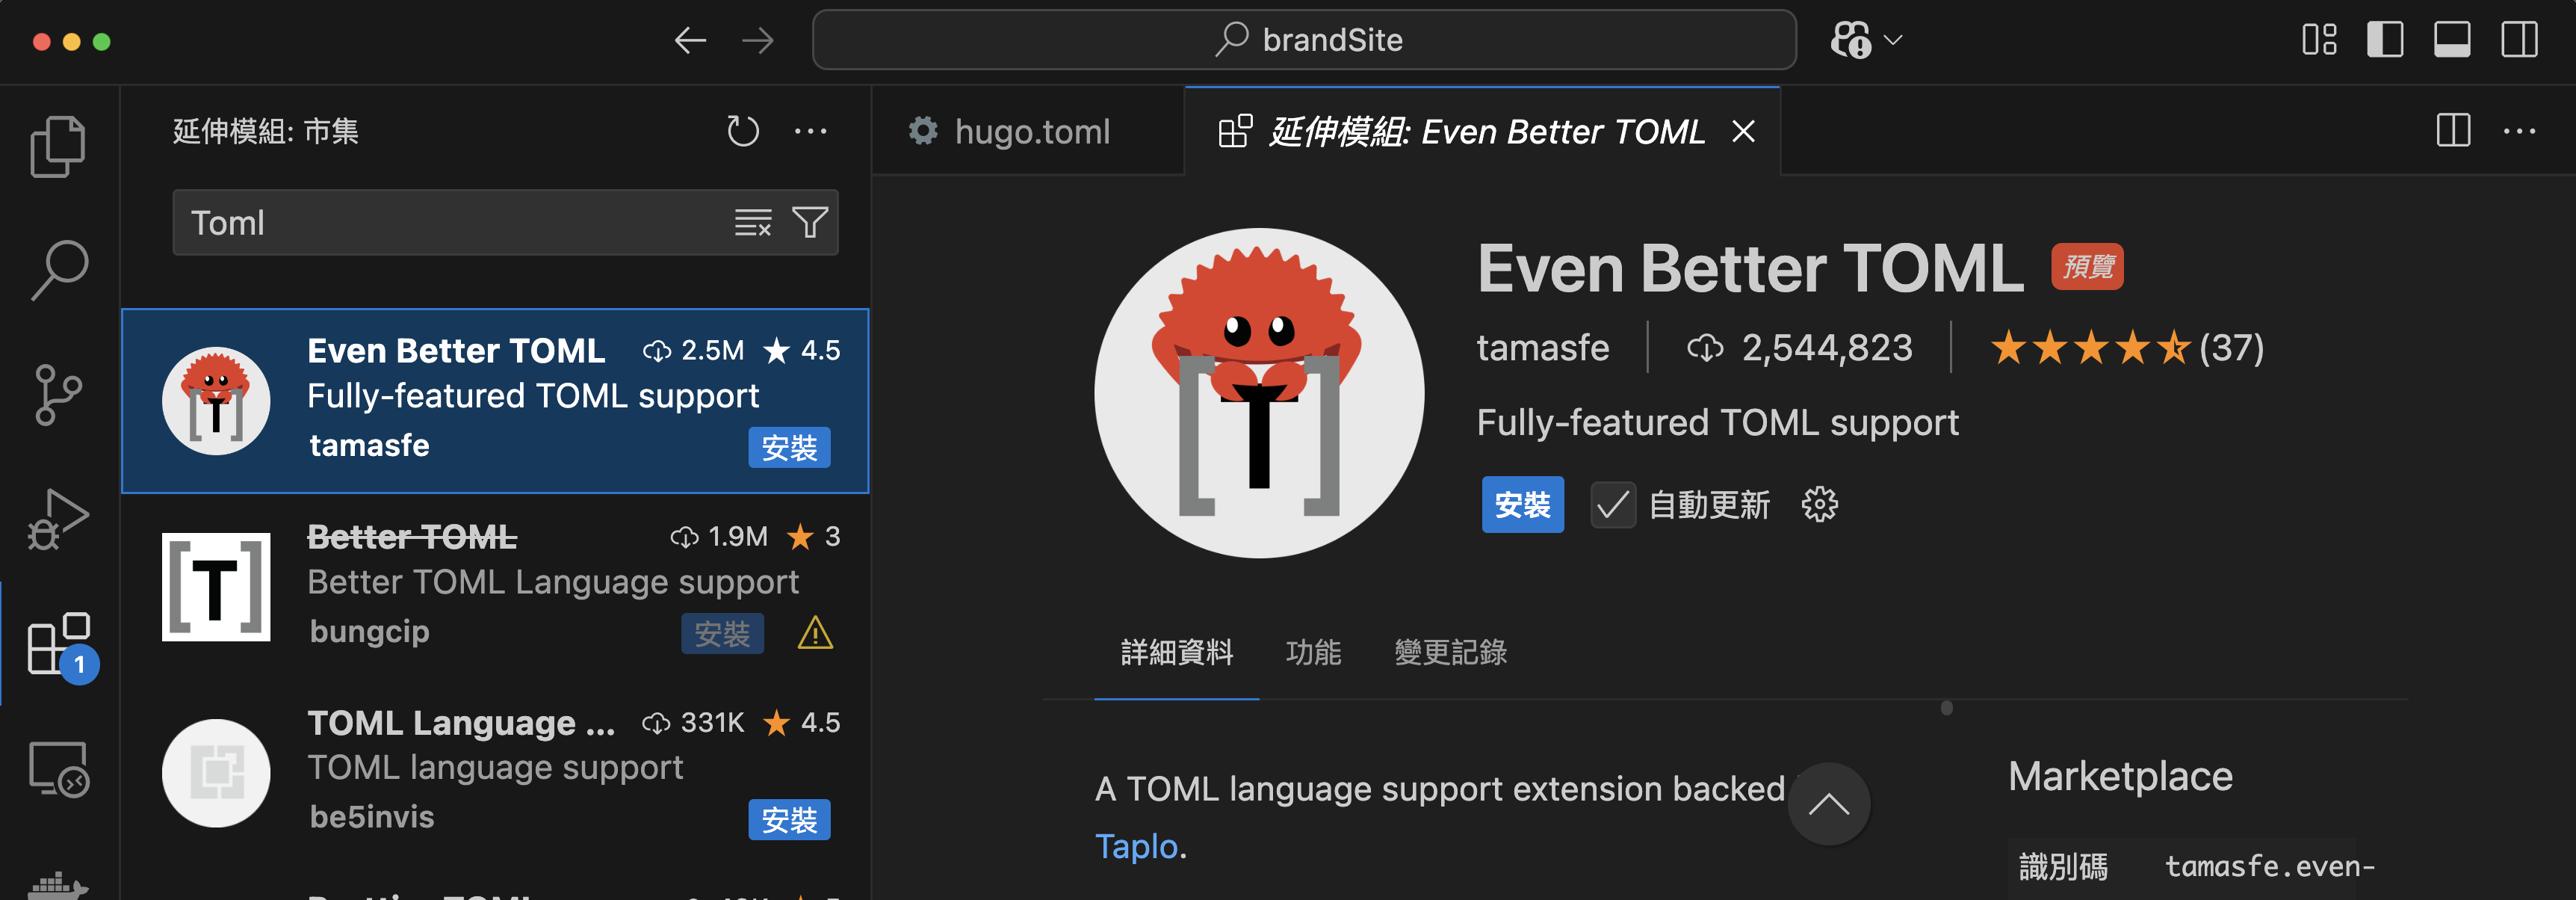 brandSite
延伸模組: 市集
Toml
Even Better TOML 2.5M 4.5
Fully-featured TOML support
tamasfe 安裝
Better TOML 1.9M 3
Better TOML Language support
bungcip 安裝
TOML Language ... 331K 4.5
TOML language support
be5invis 安裝
1
hugo.toml
延伸模組: Even Better TOML
Even Better TOML 預覽
tamasfe 2,544,823 (37)
Fully-featured TOML support
安裝 自動更新
詳細資料 功能 變更記錄
A TOML language support extension backed
Taplo.
Marketplace
識別碼 tamasfe.even-